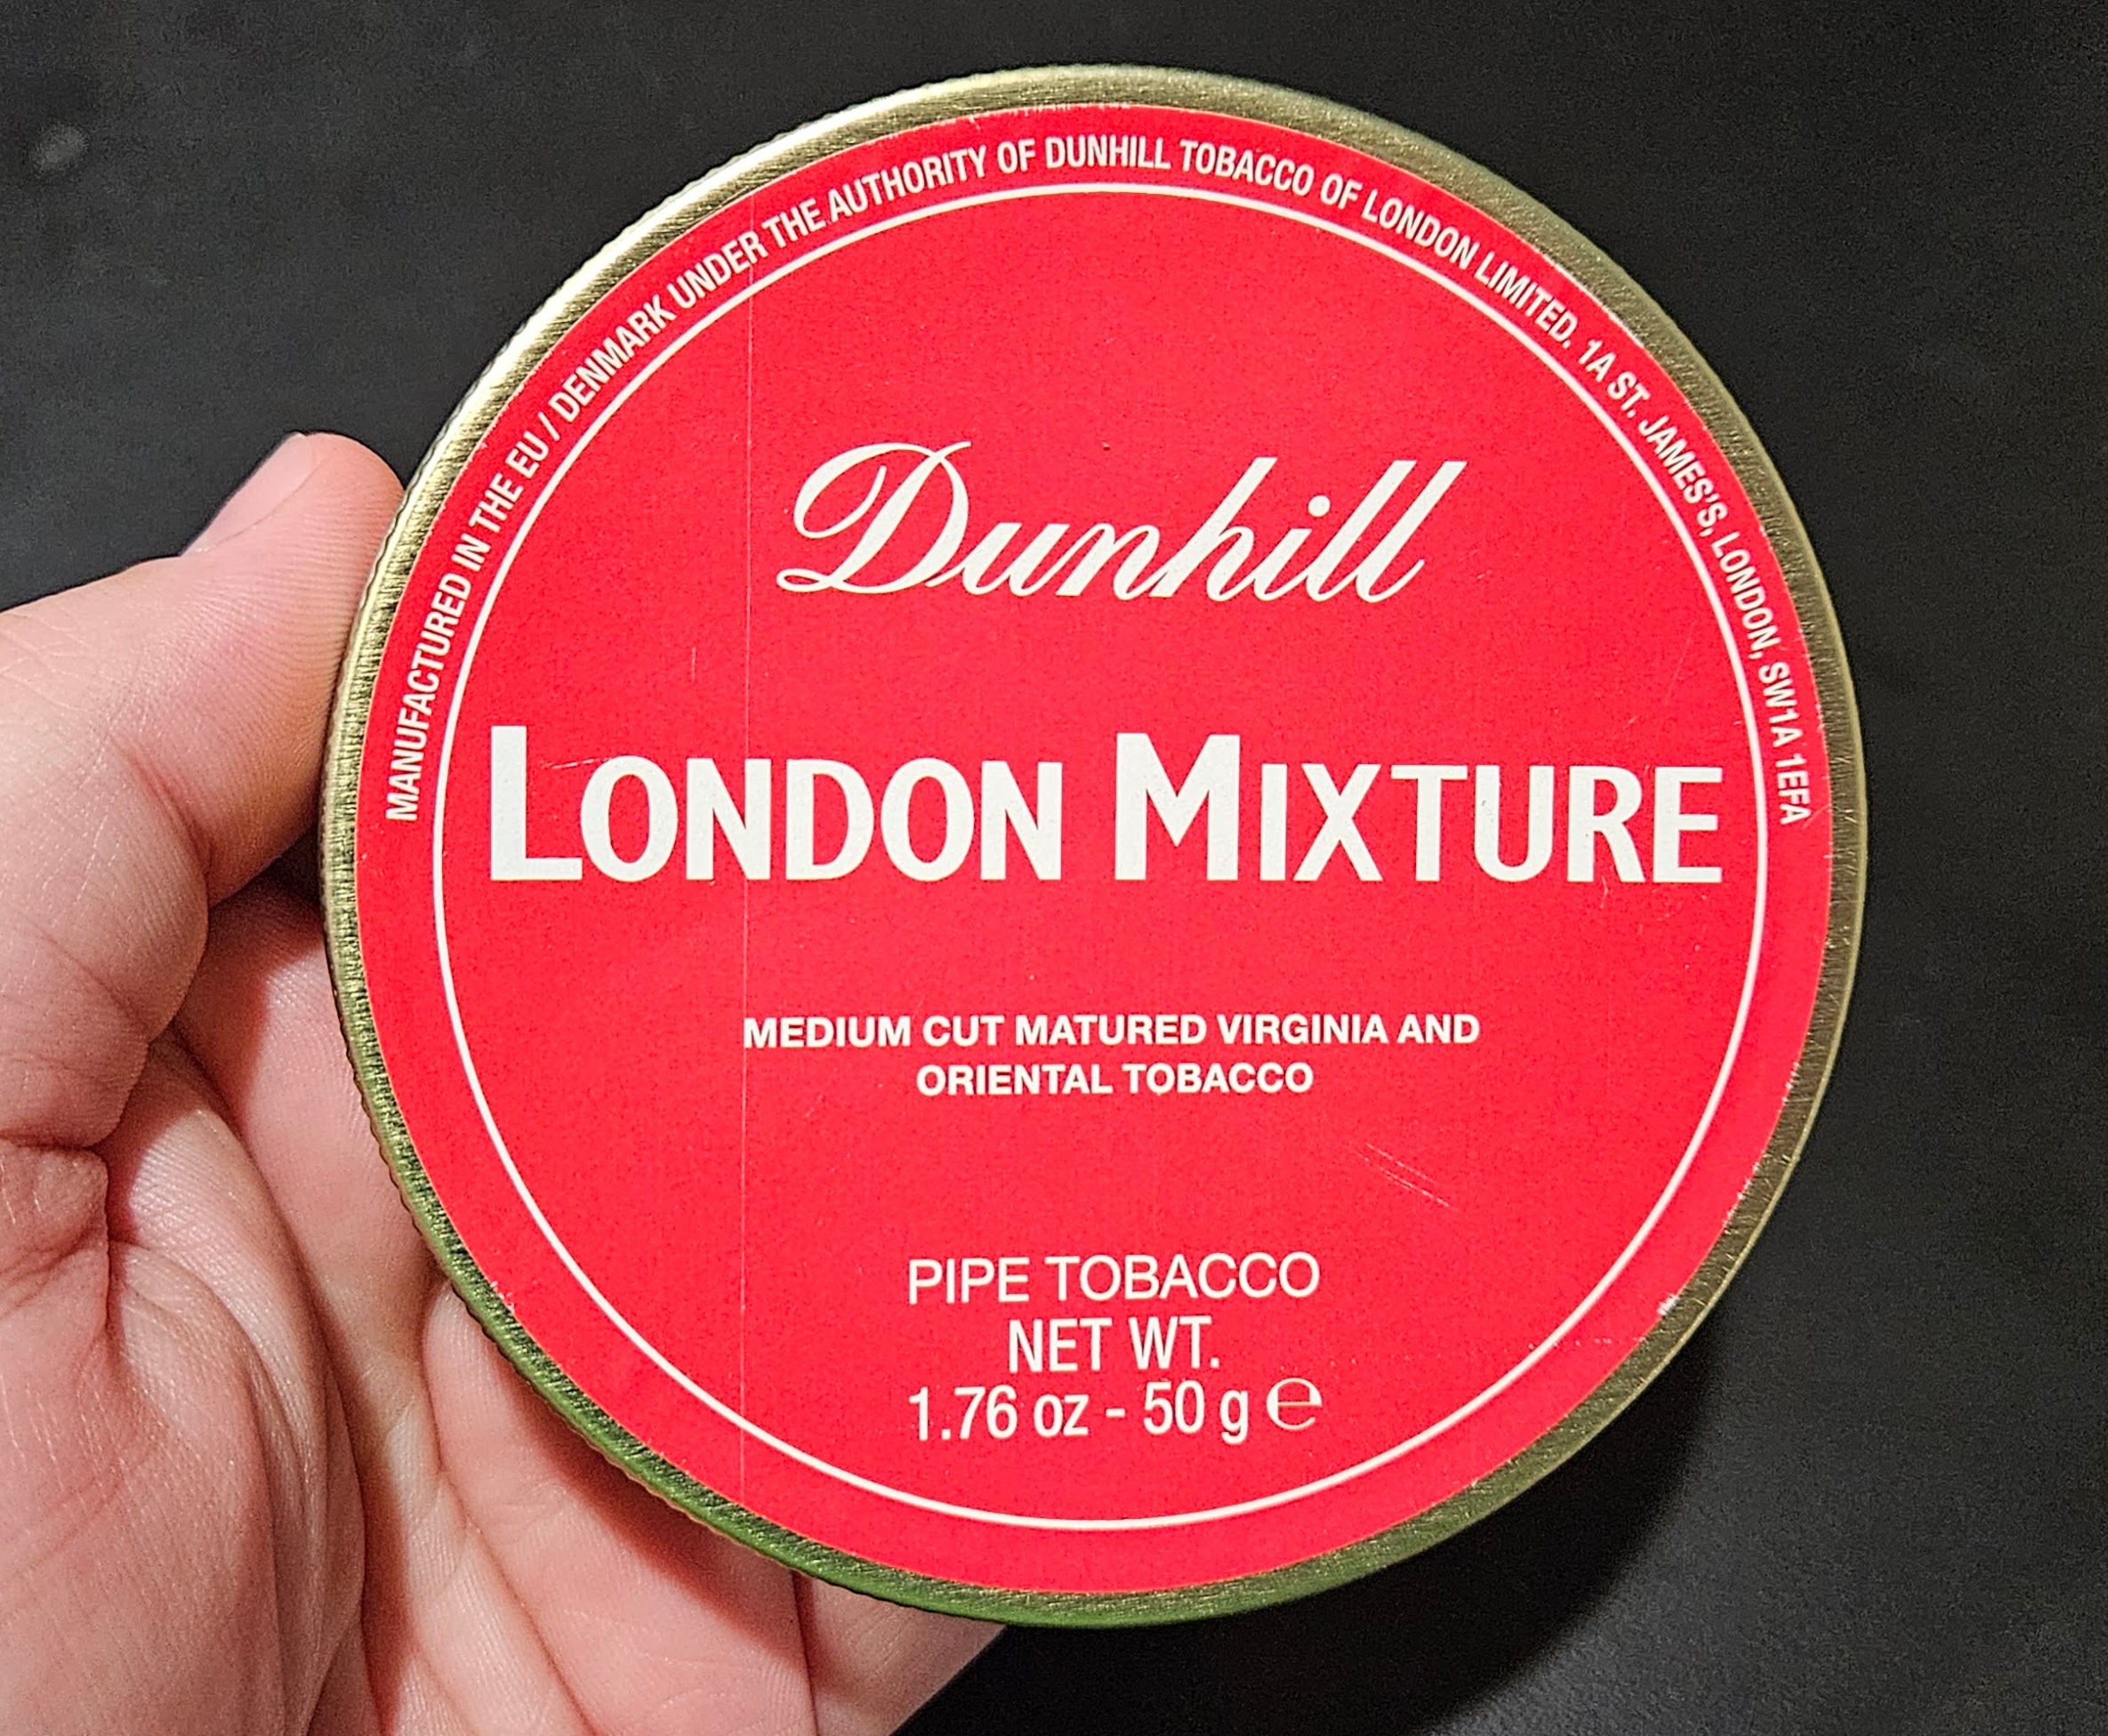 MANUFACTURED IN THE EU / DENMARK UNDER THE AUTHORITY OF DUNHILL TOBACCO OF LONDON LIMITED. 1A ST. JAMES'S, LONDON, SW1A 1EFA
Dunhill
LONDON MIXTURE
MEDIUM CUT MATURED VIRGINIA AND
ORIENTAL TOBACCO
PIPE TOBACCO
NET WT.
1.76 oz - 50 g ℮